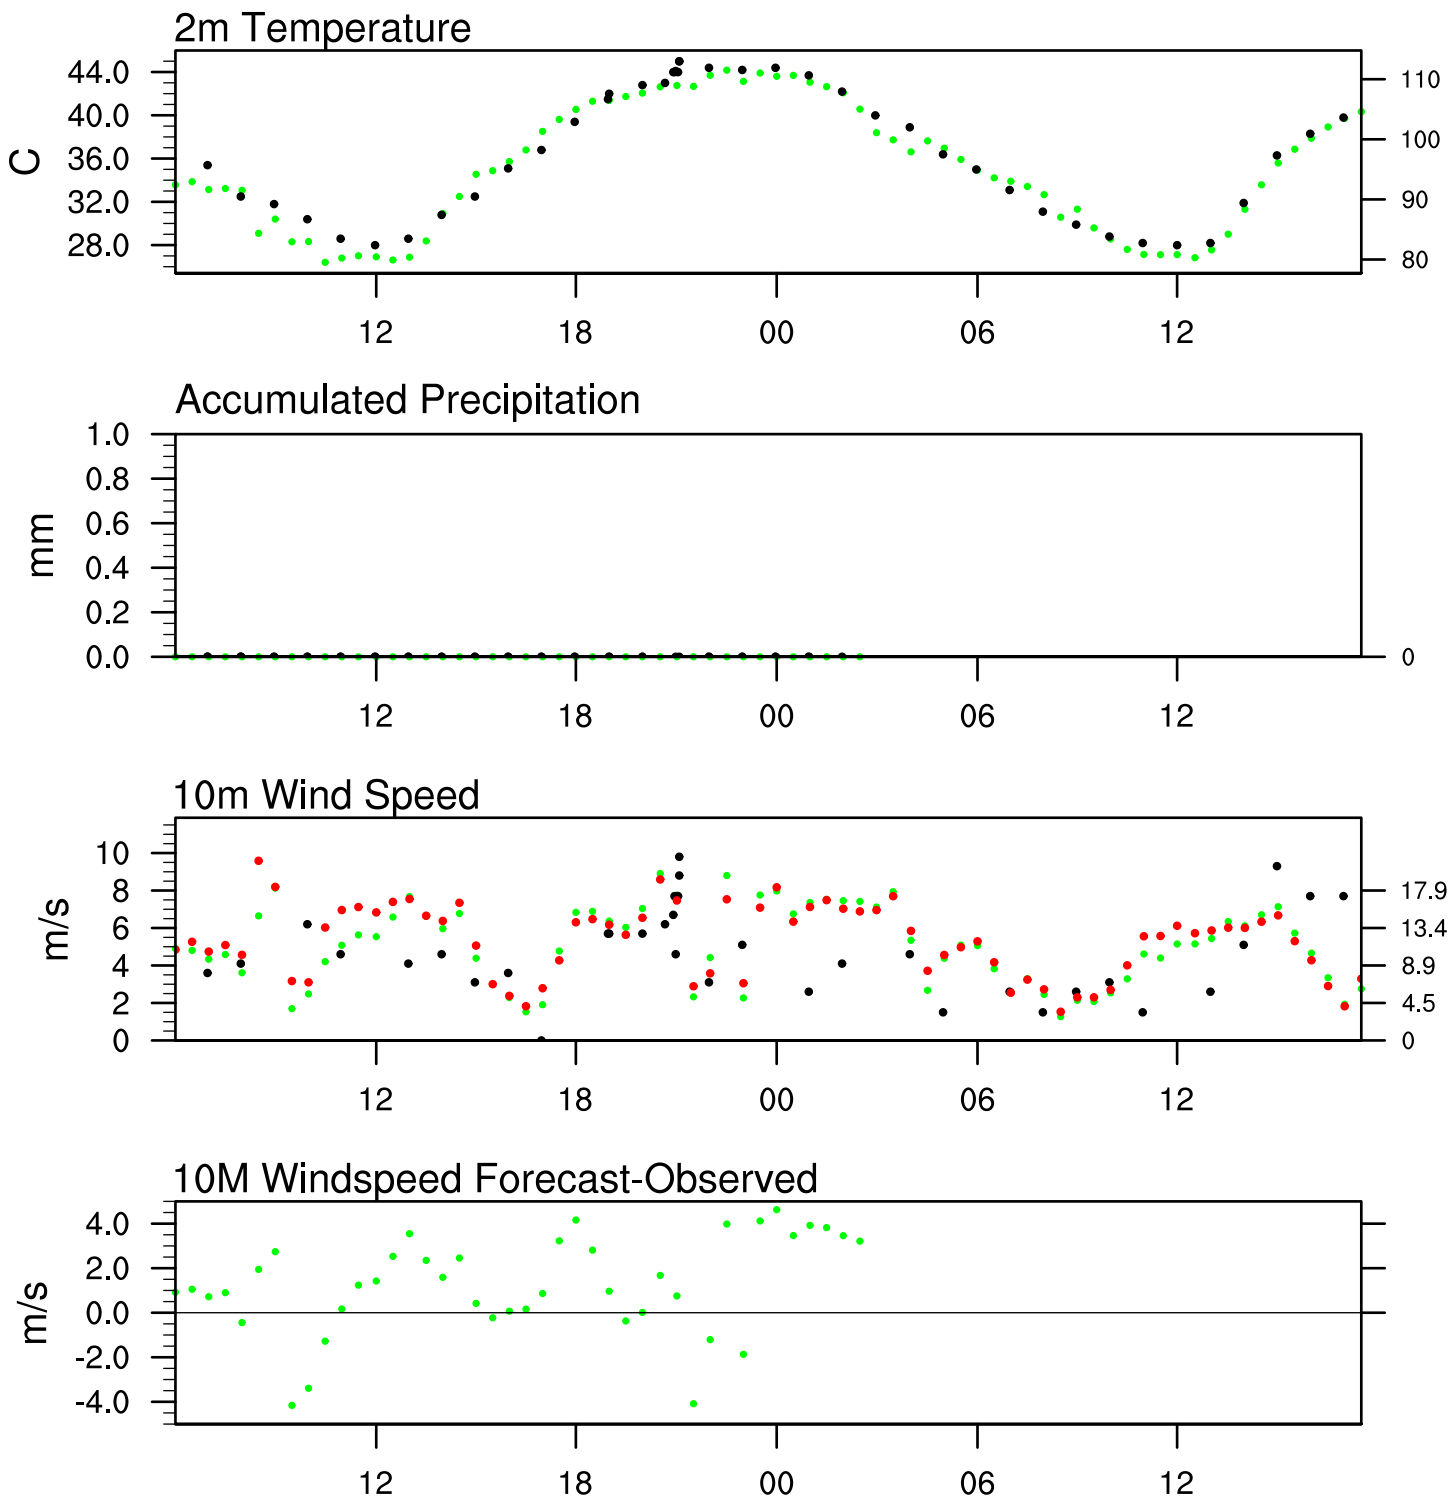 2m Temperature
44.0
40.0
36.0
32.0
28.0
C
110
100
90
80
12 18 00 06 12
Accumulated Precipitation
1.0
0.8
0.6
0.4
0.2
0.0
mm
0
12 18 00 06 12
10m Wind Speed
10
8
6
4
2
0
m/s
17.9
13.4
8.9
4.5
0
12 18 00 06 12
10M Windspeed Forecast-Observed
4.0
2.0
0.0
-2.0
-4.0
m/s
12 18 00 06 12